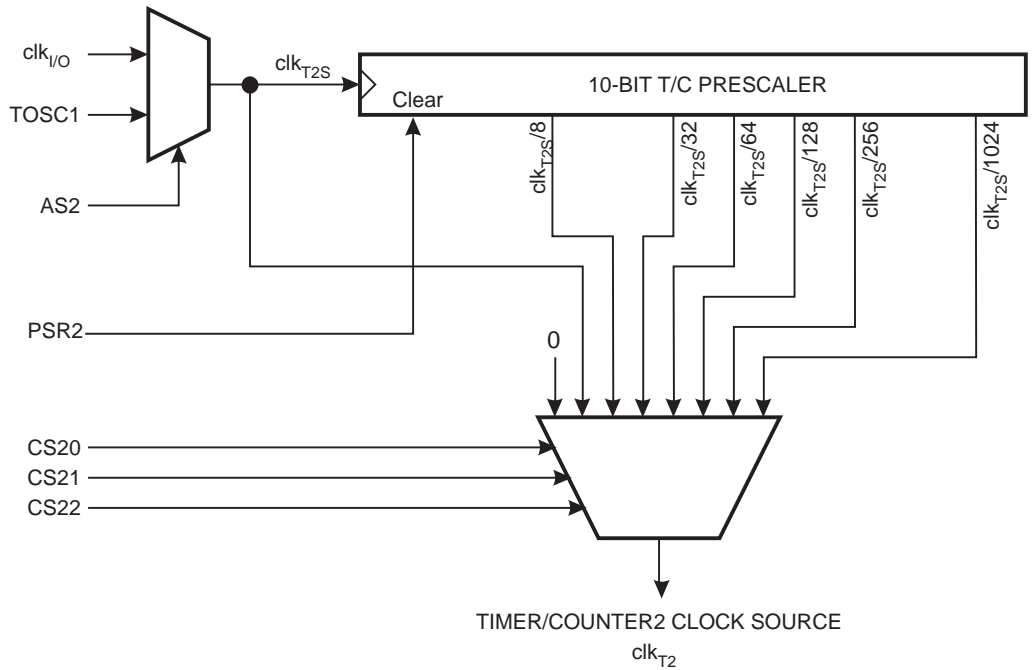 clkI/O
TOSC1
AS2
PSR2
clkT2S
10-BIT T/C PRESCALER
Clear
clkT2S/8
clkT2S/32
clkT2S/64
clkT2S/128
clkT2S/256
clkT2S/1024
0
CS20
CS21
CS22
TIMER/COUNTER2 CLOCK SOURCE
clkT2